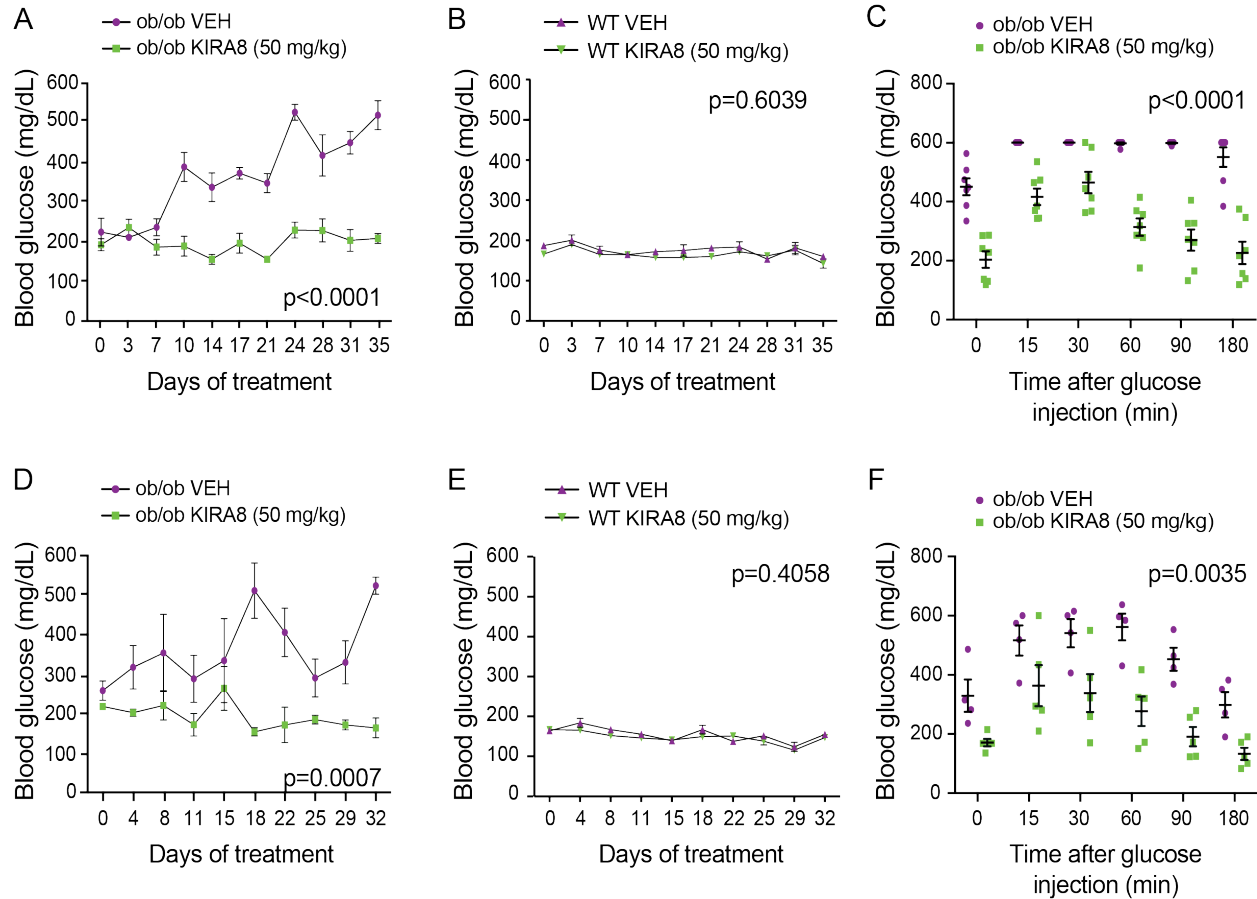 A
ob/ob VEH
ob/ob KIRA8 (50 mg/kg)
Blood glucose (mg/dL)
600
500
400
300
200
100
0
p<0.0001
0 3 7 10 14 17 21 24 28 31 35
Days of treatment
B
WT VEH
WT KIRA8 (50 mg/kg)
Blood glucose (mg/dL)
600
500
400
300
200
100
0
p=0.6039
0 3 7 10 14 17 21 24 28 31 35
Days of treatment
C
ob/ob VEH
ob/ob KIRA8 (50 mg/kg)
Blood glucose (mg/dL)
800
600
400
200
0
p<0.0001
0 15 30 60 90 180
Time after glucose
injection (min)
D
ob/ob VEH
ob/ob KIRA8 (50 mg/kg)
Blood glucose (mg/dL)
600
500
400
300
200
100
0
p=0.0007
0 4 8 11 15 18 22 25 29 32
Days of treatment
E
WT VEH
WT KIRA8 (50 mg/kg)
Blood glucose (mg/dL)
600
500
400
300
200
100
0
p=0.4058
0 4 8 11 15 18 22 25 29 32
Days of treatment
F
ob/ob VEH
ob/ob KIRA8 (50 mg/kg)
Blood glucose (mg/dL)
800
600
400
200
0
p=0.0035
0 15 30 60 90 180
Time after glucose
injection (min)